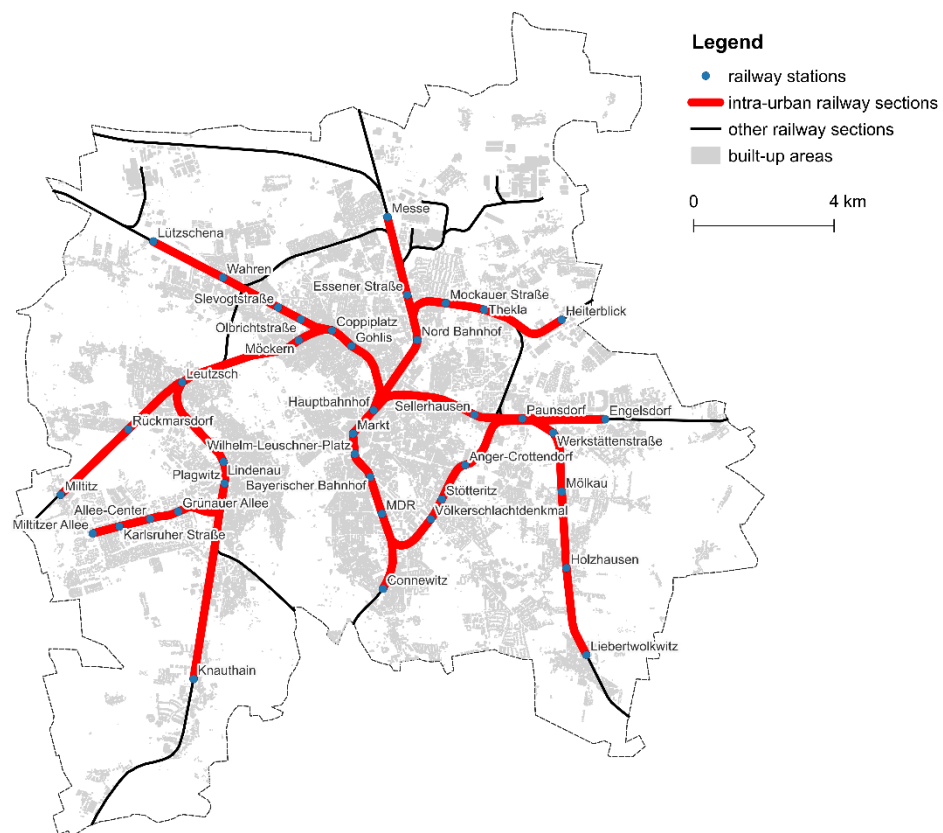 Legend
railway stations
intra-urban railway sections
other railway sections
built-up areas
0 4 km
Messe
Lützschena
Wahren
Essener Straße
Slevogtstraße
Mockauer Straße
Thekla
Heiterblick
Olbrichtstraße
Coppiplatz
Nord Bahnhof
Gohlis
Möckern
Leutzsch
Hauptbahnhof
Sellerhausen
Paunsdorf
Engelsdorf
Rückmarsdorf
Markt
Werkstättenstraße
Wilhelm-Leuschner-Platz
Anger-Crottendorf
Lindenau
Plagwitz
Bayerischer Bahnhof
Miltitz
Mölkau
Stötteritz
Allee-Center
Grünauer Allee
MDR
Völkerschlachtdenkmal
Miltitzer Allee
Karlsruher Straße
Holzhausen
Connewitz
Liebertwolkwitz
Knauthain